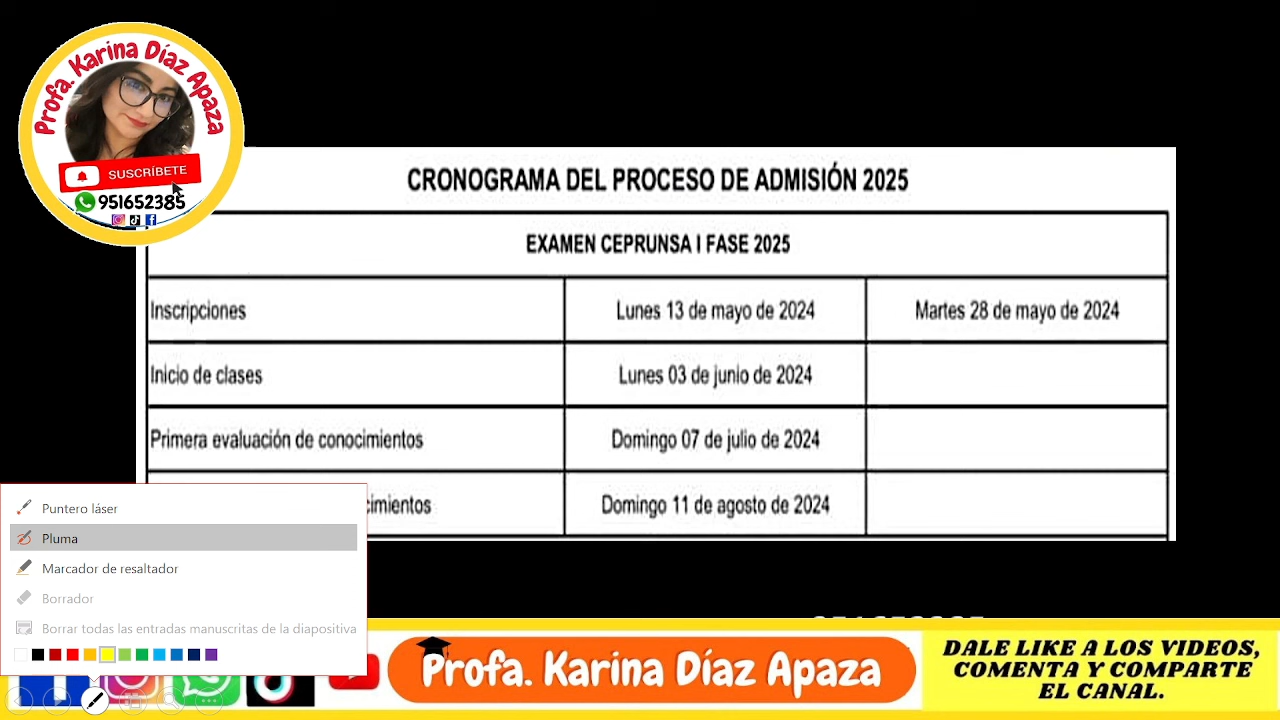 Profa. Karina Díaz Apaza
SUSCRÍBETE
951652385
CRONOGRAMA DEL PROCESO DE ADMISIÓN 2025
EXAMEN CEPRUNSA I FASE 2025
Inscripciones Lunes 13 de mayo de 2024 Martes 28 de mayo de 2024
Inicio de clases Lunes 03 de junio de 2024
Primera evaluación de conocimientos Domingo 07 de julio de 2024
cimientos Domingo 11 de agosto de 2024
Puntero láser
Pluma
Marcador de resaltador
Borrador
Borrar todas las entradas manuscritas de la diapositiva
Profa. Karina Díaz Apaza
DALE LIKE A LOS VIDEOS,
COMENTA Y COMPARTE
EL CANAL.